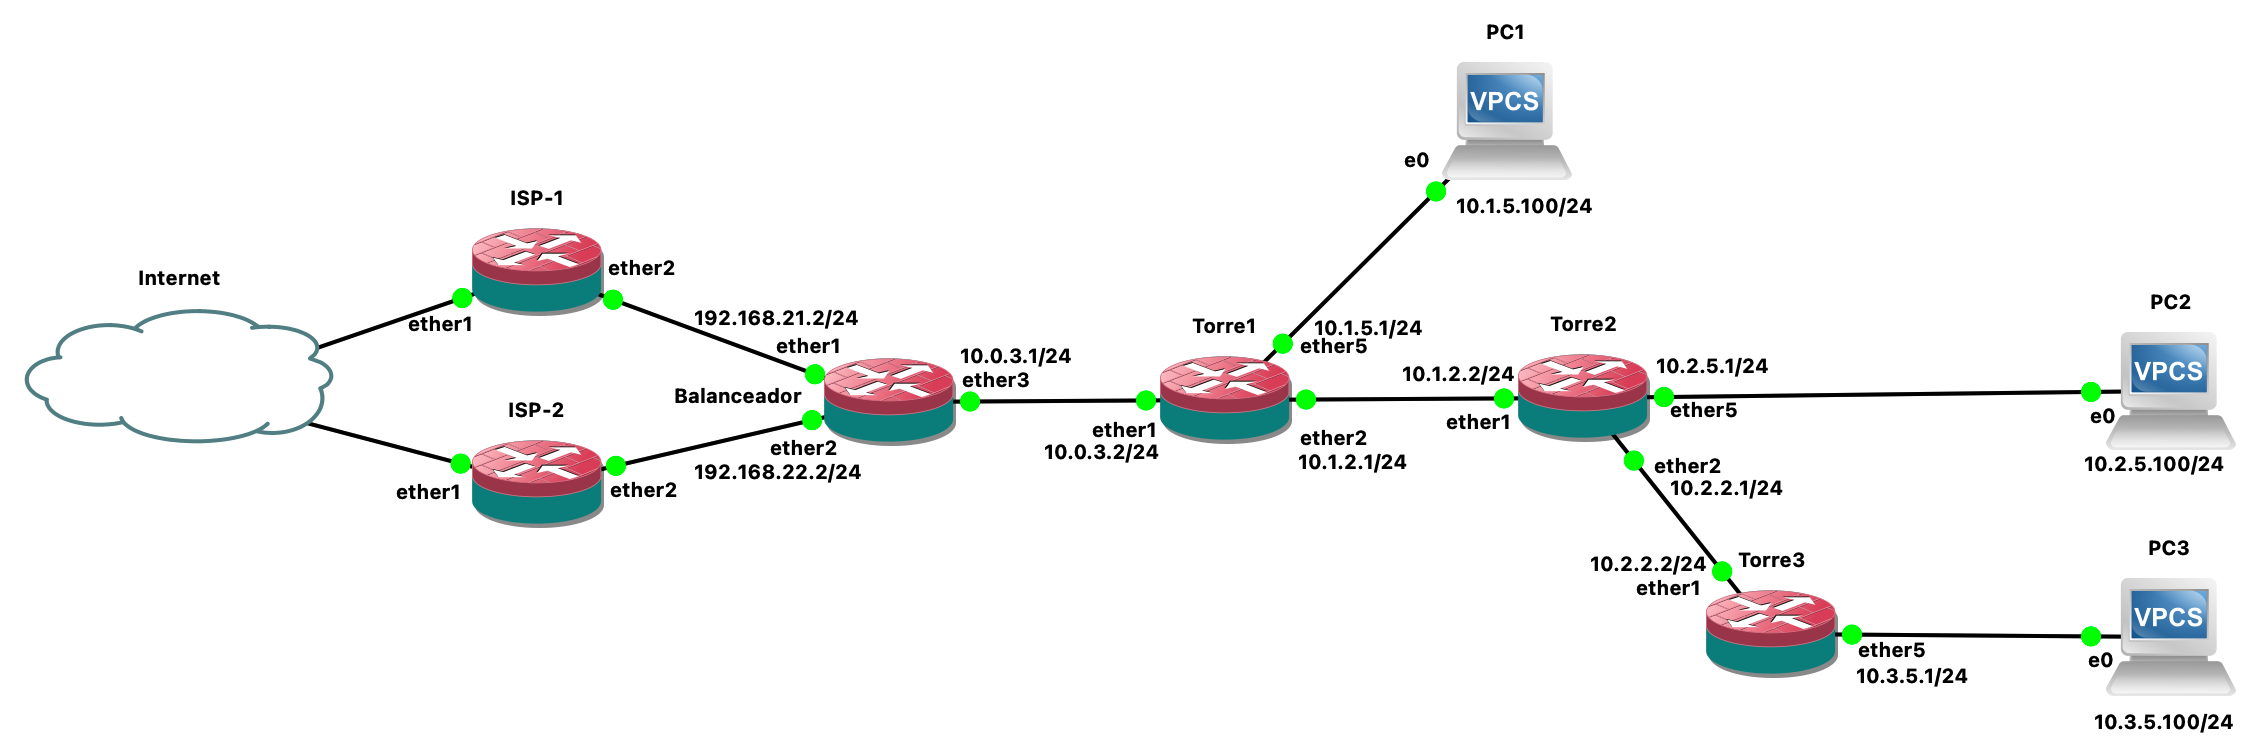 PC1
VPCS
e0
10.1.5.100/24
ISP-1
ether2
Internet
ether1
192.168.21.2/24
ether1
ISP-2
ether1
ether2
Balanceador
ether2
192.168.22.2/24
10.0.3.1/24
ether3
Torre1
10.1.5.1/24
ether5
ether1
10.0.3.2/24
ether2
10.1.2.1/24
Torre2
10.1.2.2/24
ether1
10.2.5.1/24
ether5
ether2
10.2.2.1/24
PC2
VPCS
e0
10.2.5.100/24
10.2.2.2/24
ether1
Torre3
ether5
10.3.5.1/24
PC3
VPCS
e0
10.3.5.100/24